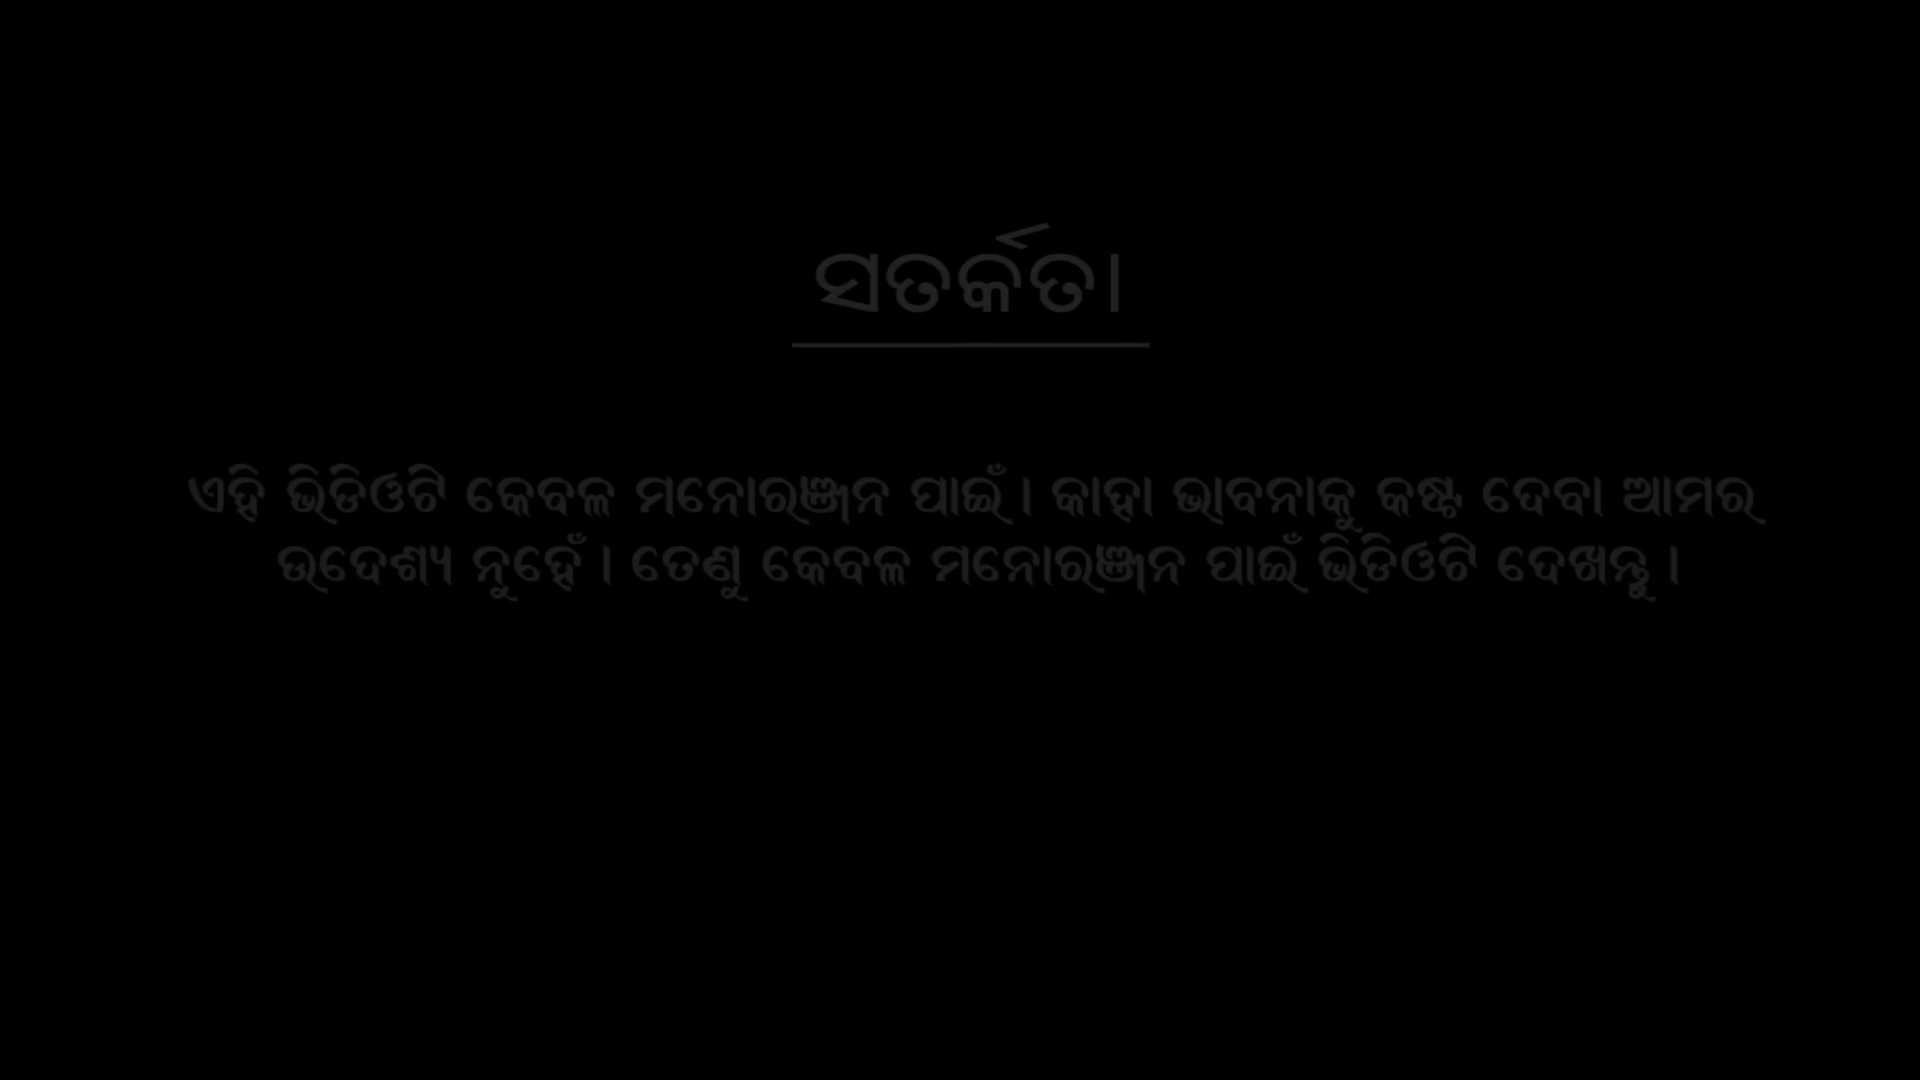 ସତର୍କତା
ଏହି ଭିଡିଓଟି କେବଳ ମନୋରଞ୍ଜନ ପାଇଁ । କାହା ଭାବନାକୁ କଷ୍ଟ ଦେବା ଆମର
ଉଦେଶ୍ୟ ନୁହେଁ । ତେଣୁ କେବଳ ମନୋରଞ୍ଜନ ପାଇଁ ଭିଡିଓଟି ଦେଖନ୍ତୁ ।